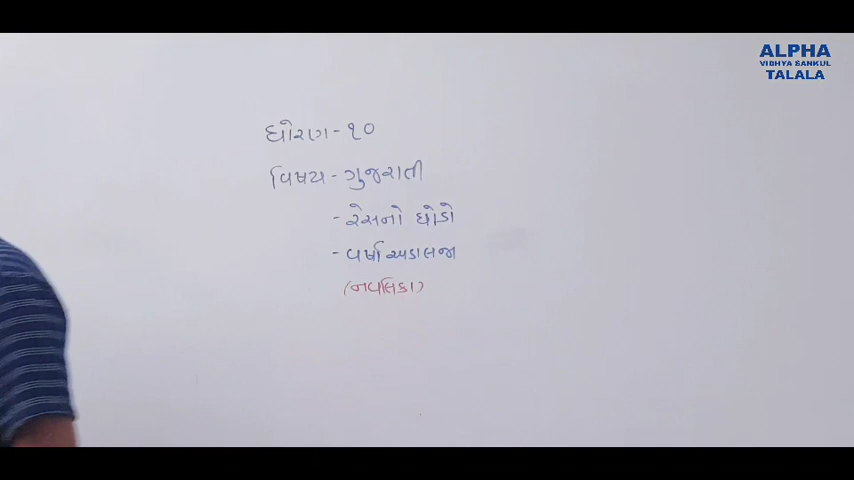 ALPHA
VIDHYA SANKUL
TALALA
ધોરણ - ૧૦
વિષય - ગુજરાતી
- રેસનો ઘોડો
- વર્ષા અડાલજા
(નવલિકા)